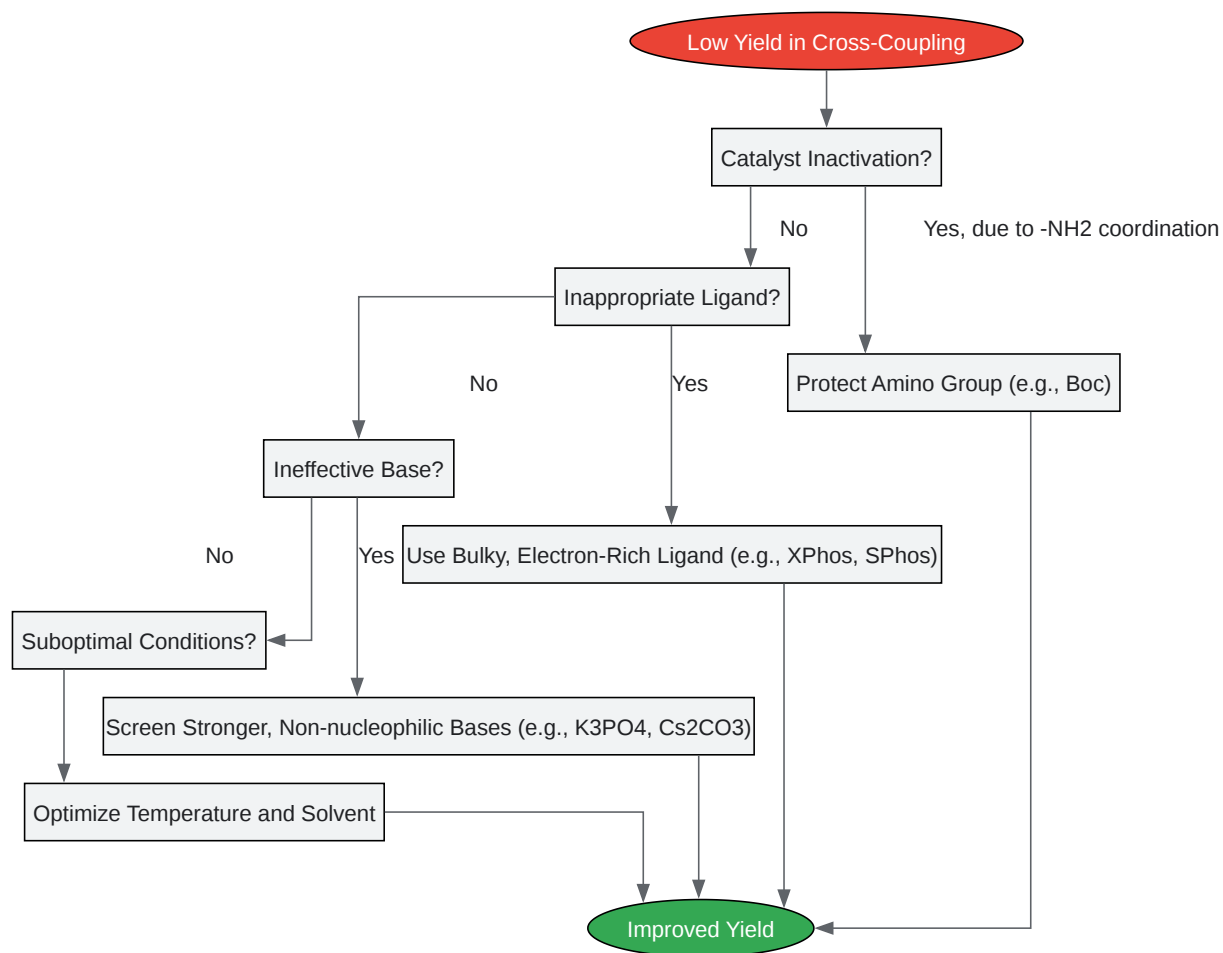 Low Yield in Cross-Coupling
Catalyst Inactivation?
No
Yes, due to -NH2 coordination
Inappropriate Ligand?
No
Yes
Protect Amino Group (e.g., Boc)
Ineffective Base?
No
Yes
Use Bulky, Electron-Rich Ligand (e.g., XPhos, SPhos)
Suboptimal Conditions?
Screen Stronger, Non-nucleophilic Bases (e.g., K3PO4, Cs2CO3)
Optimize Temperature and Solvent
Improved Yield